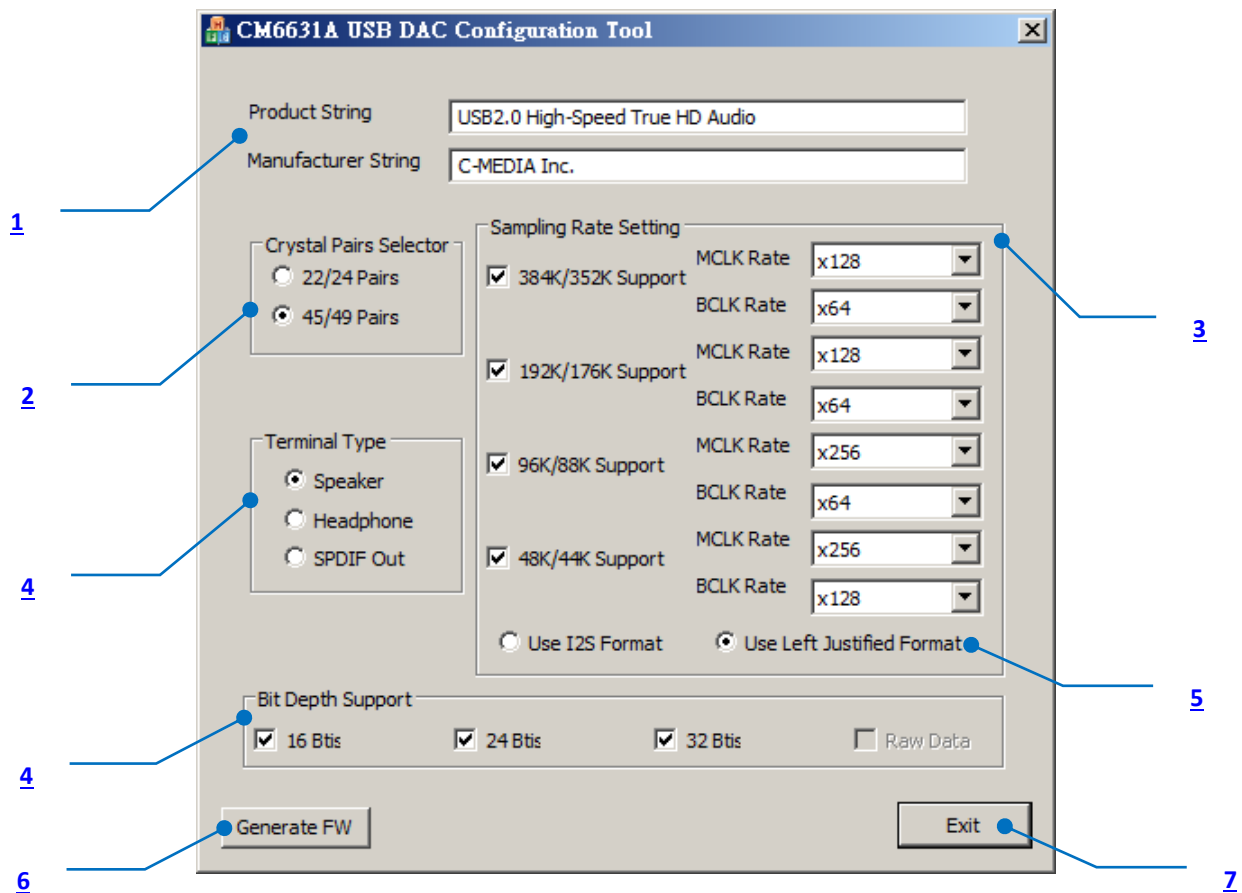 CM6631A USB DAC Configuration Tool
Product String
USB2.0 High-Speed True HD Audio
Manufacturer String
C-MEDIA Inc.
1
Crystal Pairs Selector
22/24 Pairs
45/49 Pairs
2
Sampling Rate Setting
384K/352K Support
MCLK Rate
x128
BCLK Rate
x64
192K/176K Support
MCLK Rate
x128
BCLK Rate
x64
96K/88K Support
MCLK Rate
x256
BCLK Rate
x64
48K/44K Support
MCLK Rate
x256
BCLK Rate
x128
3
Terminal Type
Speaker
Headphone
SPDIF Out
4
Use I2S Format
Use Left Justified Format
5
Bit Depth Support
16 Btis
24 Btis
32 Btis
Raw Data
4
Generate FW
Exit
6
7